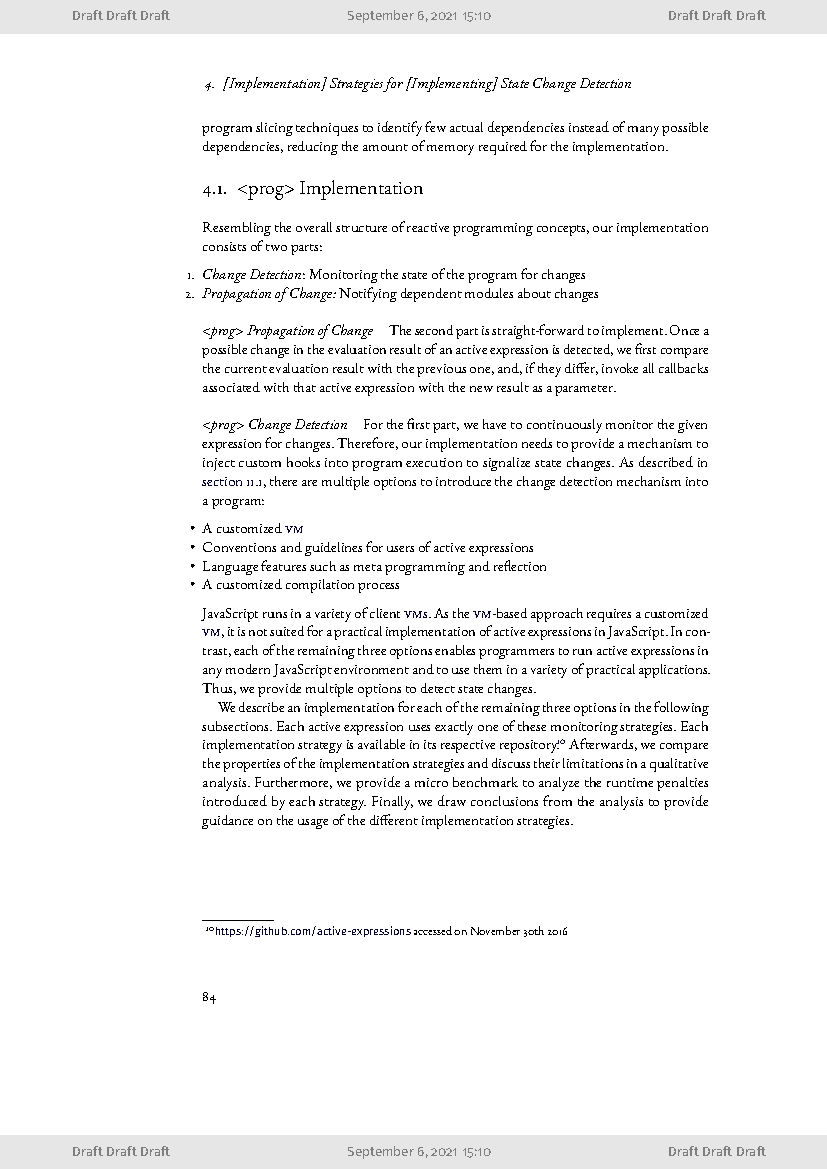 Draft Draft Draft September 6, 2021 15:10 Draft Draft Draft
4. [Implementation] Strategies for [Implementing] State Change Detection
program slicing techniques to identify few actual dependencies instead of many possible
dependencies, reducing the amount of memory required for the implementation.
4.1. <prog> Implementation
Resembling the overall structure of reactive programming concepts, our implementation
consists of two parts:
1. Change Detection: Monitoring the state of the program for changes
2. Propagation of Change: Notifying dependent modules about changes
<prog> Propagation of Change The second part is straight-forward to implement. Once a
possible change in the evaluation result of an active expression is detected, we first compare
the current evaluation result with the previous one, and, if they differ, invoke all callbacks
associated with that active expression with the new result as a parameter.
<prog> Change Detection For the first part, we have to continuously monitor the given
expression for changes. Therefore, our implementation needs to provide a mechanism to
inject custom hooks into program execution to signalize state changes. As described in
section 11.1, there are multiple options to introduce the change detection mechanism into
a program:
• A customized VM
• Conventions and guidelines for users of active expressions
• Language features such as meta programming and reflection
• A customized compilation process
JavaScript runs in a variety of client VMs. As the VM-based approach requires a customized
VM, it is not suited for a practical implementation of active expressions in JavaScript. In con-
trast, each of the remaining three options enables programmers to run active expressions in
any modern JavaScript environment and to use them in a variety of practical applications.
Thus, we provide multiple options to detect state changes.
We describe an implementation for each of the remaining three options in the following
subsections. Each active expression uses exactly one of these monitoring strategies. Each
implementation strategy is available in its respective repository.¹⁰ Afterwards, we compare
the properties of the implementation strategies and discuss their limitations in a qualitative
analysis. Furthermore, we provide a micro benchmark to analyze the runtime penalties
introduced by each strategy. Finally, we draw conclusions from the analysis to provide
guidance on the usage of the different implementation strategies.
¹⁰https://github.com/active-expressions accessed on November 30th 2016
84
Draft Draft Draft September 6, 2021 15:10 Draft Draft Draft